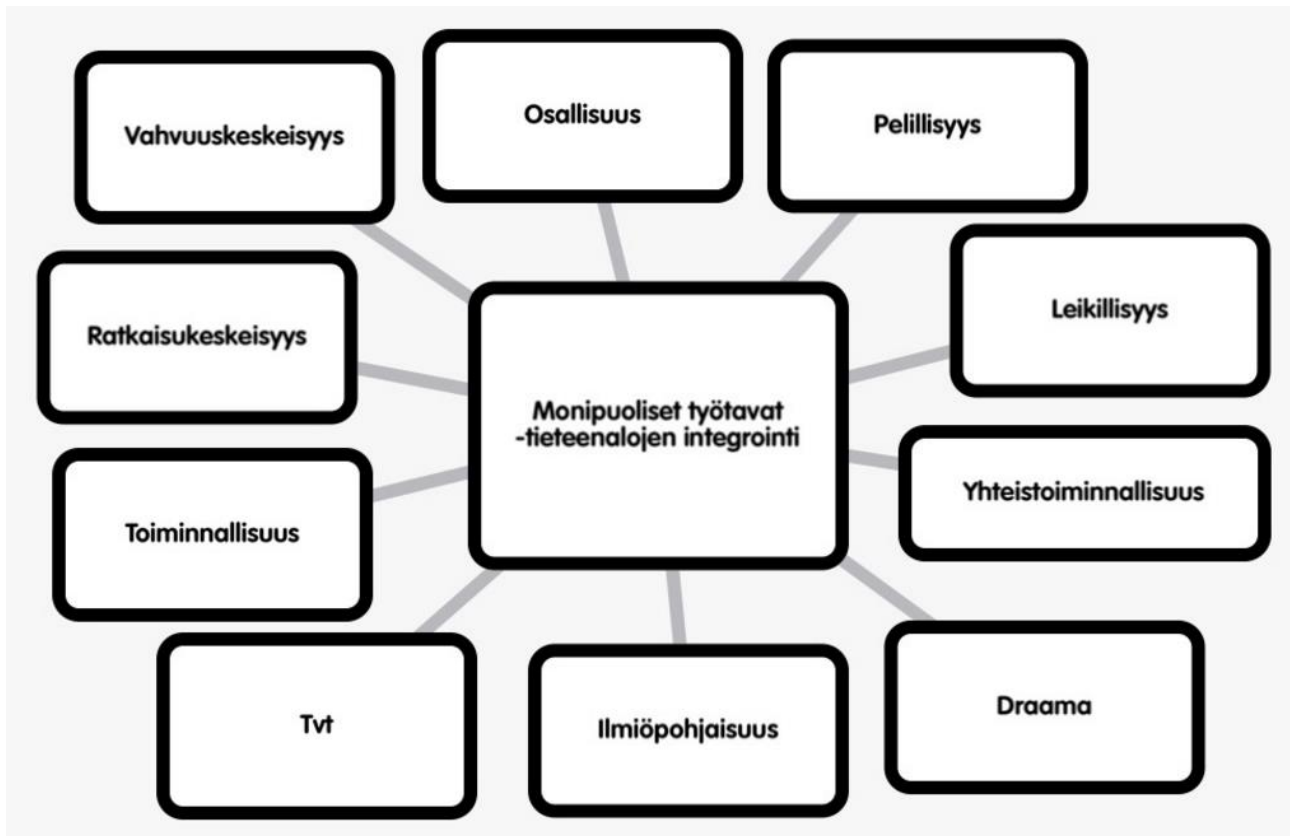 Vahvuuskeskeisyys
Osallisuus
Pelillisyys
Leikillisyys
Ratkaisukeskeisyys
Monipuoliset työtavat
-tieteenalojen integrointi
Yhteistoiminnallisuus
Toiminnallisuus
Tvt
Ilmiöpohjaisuus
Draama